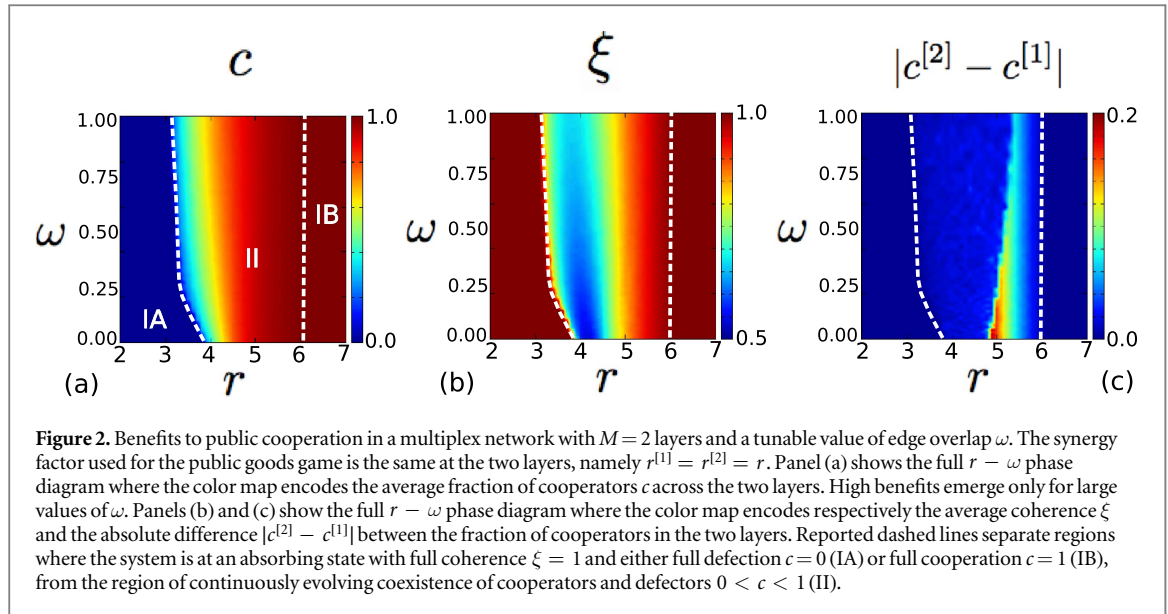 c
ξ
|c^[2] − c^[1]|
1.00
0.75
0.50
0.25
0.00
ω
IA
II
IB
1.0
0.0
2 3 4 5 6 7
(a)
r
1.00
0.75
0.50
0.25
0.00
ω
1.0
0.5
2 3 4 5 6 7
(b)
r
1.00
0.75
0.50
0.25
0.00
ω
0.2
0.0
2 3 4 5 6 7
r
(c)
Figure 2. Benefits to public cooperation in a multiplex network with M = 2 layers and a tunable value of edge overlap ω. The synergy
factor used for the public goods game is the same at the two layers, namely r^[1] = r^[2] = r. Panel (a) shows the full r − ω phase
diagram where the color map encodes the average fraction of cooperators c across the two layers. High benefits emerge only for large
values of ω. Panels (b) and (c) show the full r − ω phase diagram where the color map encodes respectively the average coherence ξ
and the absolute difference |c^[2] − c^[1]| between the fraction of cooperators in the two layers. Reported dashed lines separate regions
where the system is at an absorbing state with full coherence ξ = 1 and either full defection c = 0 (IA) or full cooperation c = 1 (IB),
from the region of continuously evolving coexistence of cooperators and defectors 0 < c < 1 (II).